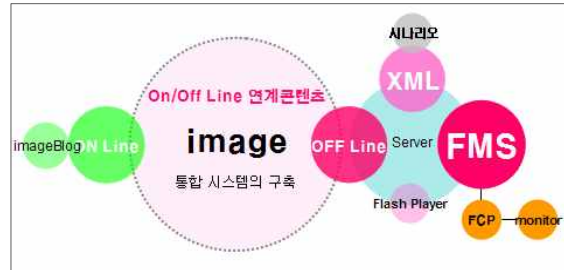 시나리오
XML
On/Off Line 연계콘텐츠
imageBlog
ON Line
image
OFF Line
Server
FMS
통합 시스템의 구축
Flash Player
FCP
monitor